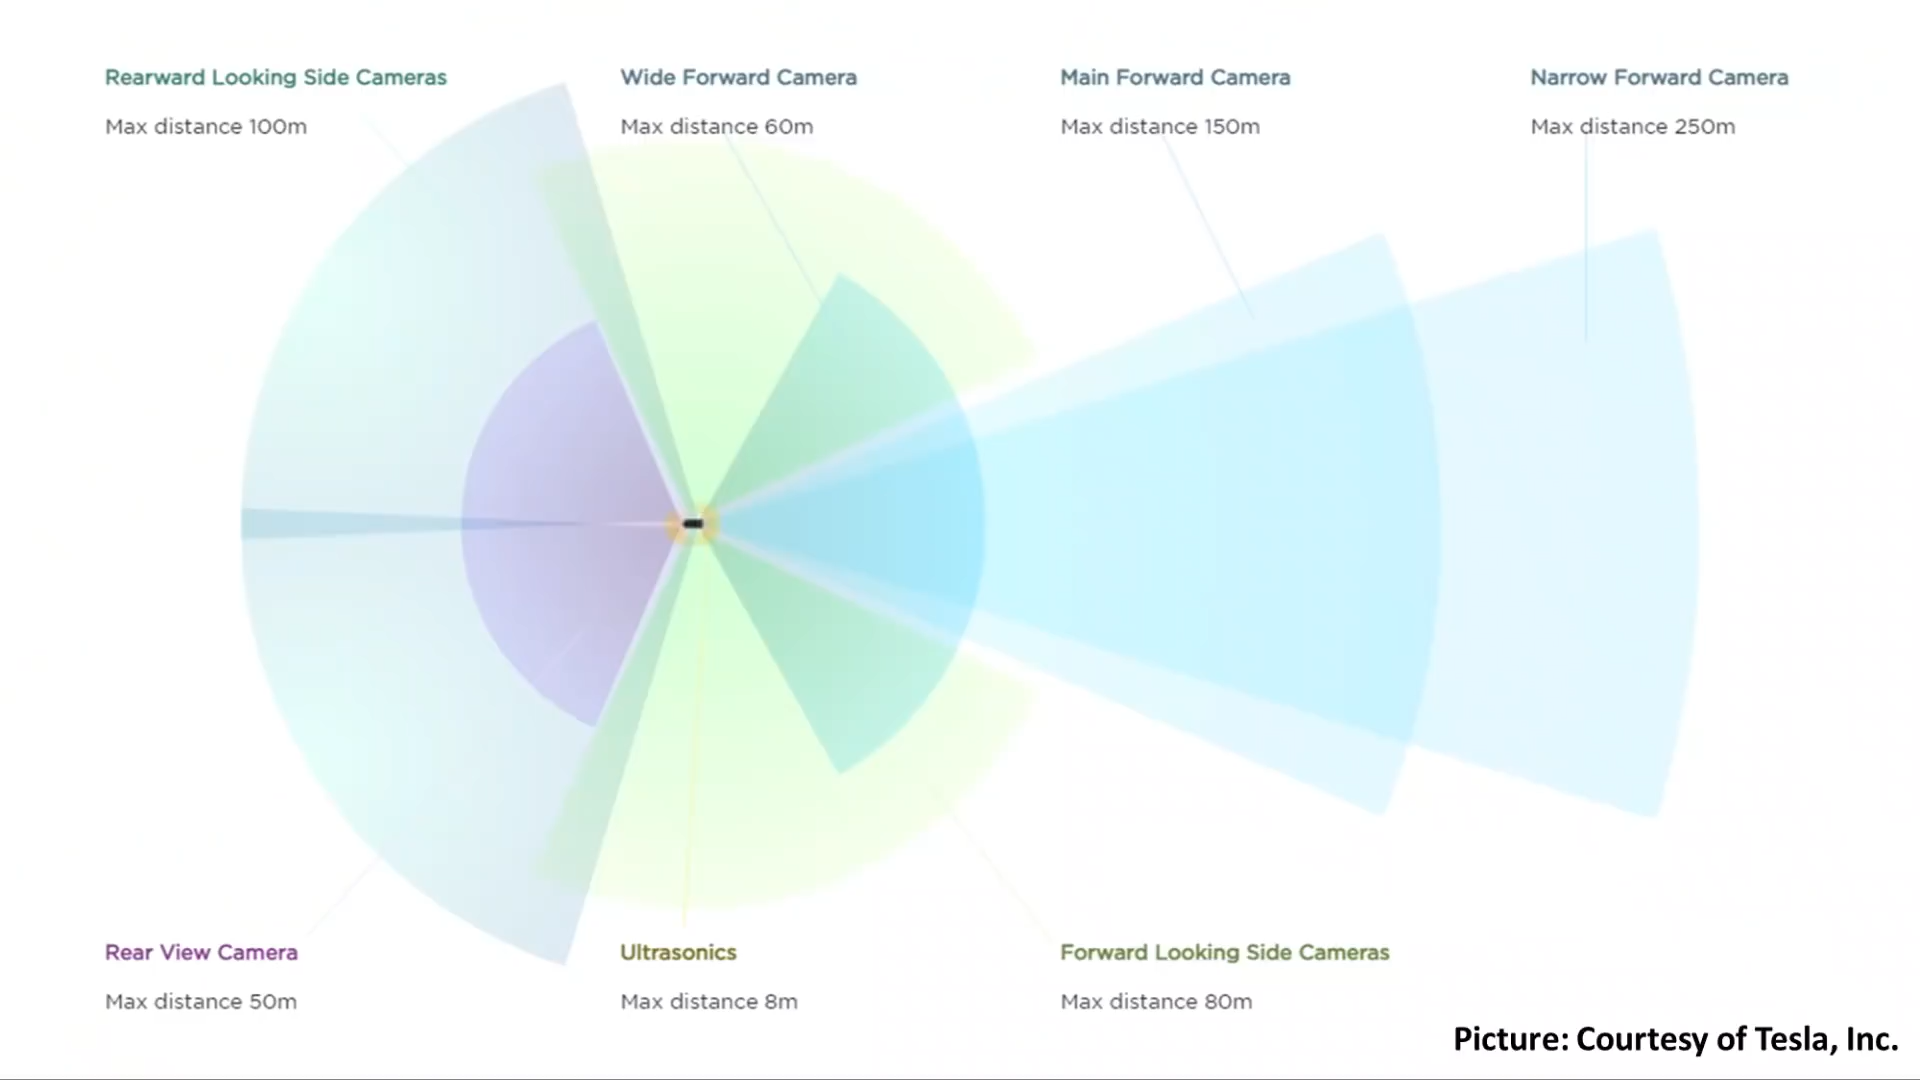 Rearward Looking Side Cameras
Max distance 100m
Wide Forward Camera
Max distance 60m
Main Forward Camera
Max distance 150m
Narrow Forward Camera
Max distance 250m
Rear View Camera
Max distance 50m
Ultrasonics
Max distance 8m
Forward Looking Side Cameras
Max distance 80m
Picture: Courtesy of Tesla, Inc.